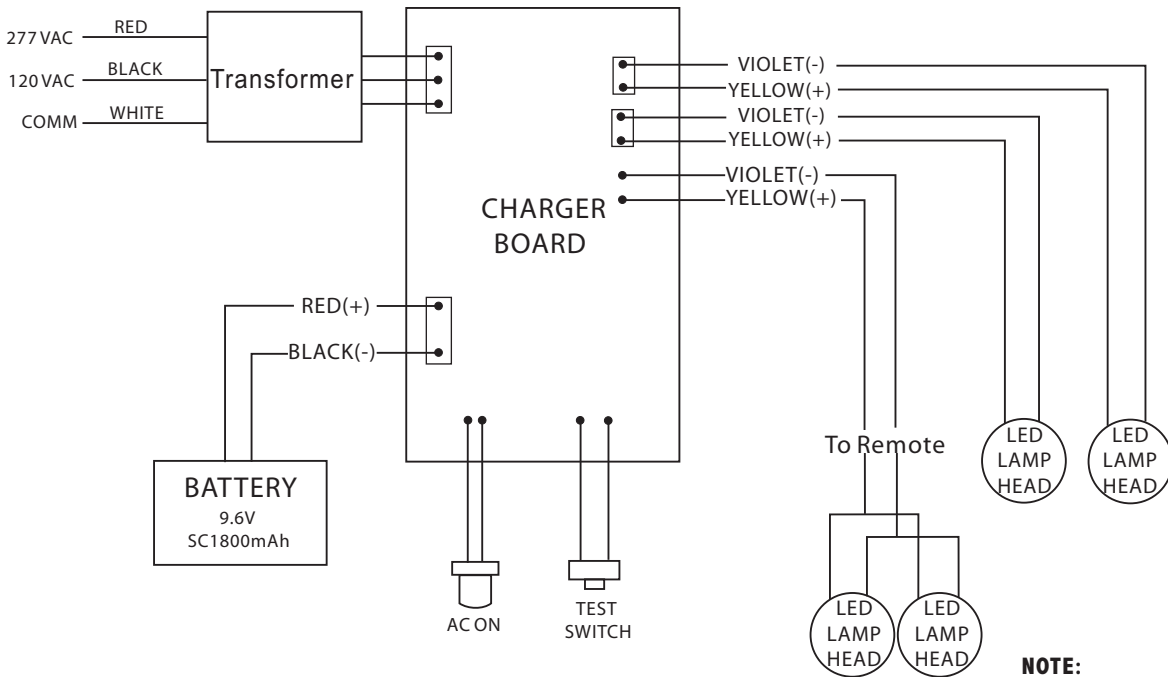 277 VAC
RED
120 VAC
BLACK
COMM
WHITE
Transformer
VIOLET(-)
YELLOW(+)
VIOLET(-)
YELLOW(+)
VIOLET(-)
YELLOW(+)
CHARGER
BOARD
RED(+)
BLACK(-)
BATTERY
9.6V
SC1800mAh
AC ON
TEST
SWITCH
To Remote
LED
LAMP
HEAD
LED
LAMP
HEAD
LED
LAMP
HEAD
LED
LAMP
HEAD
NOTE: